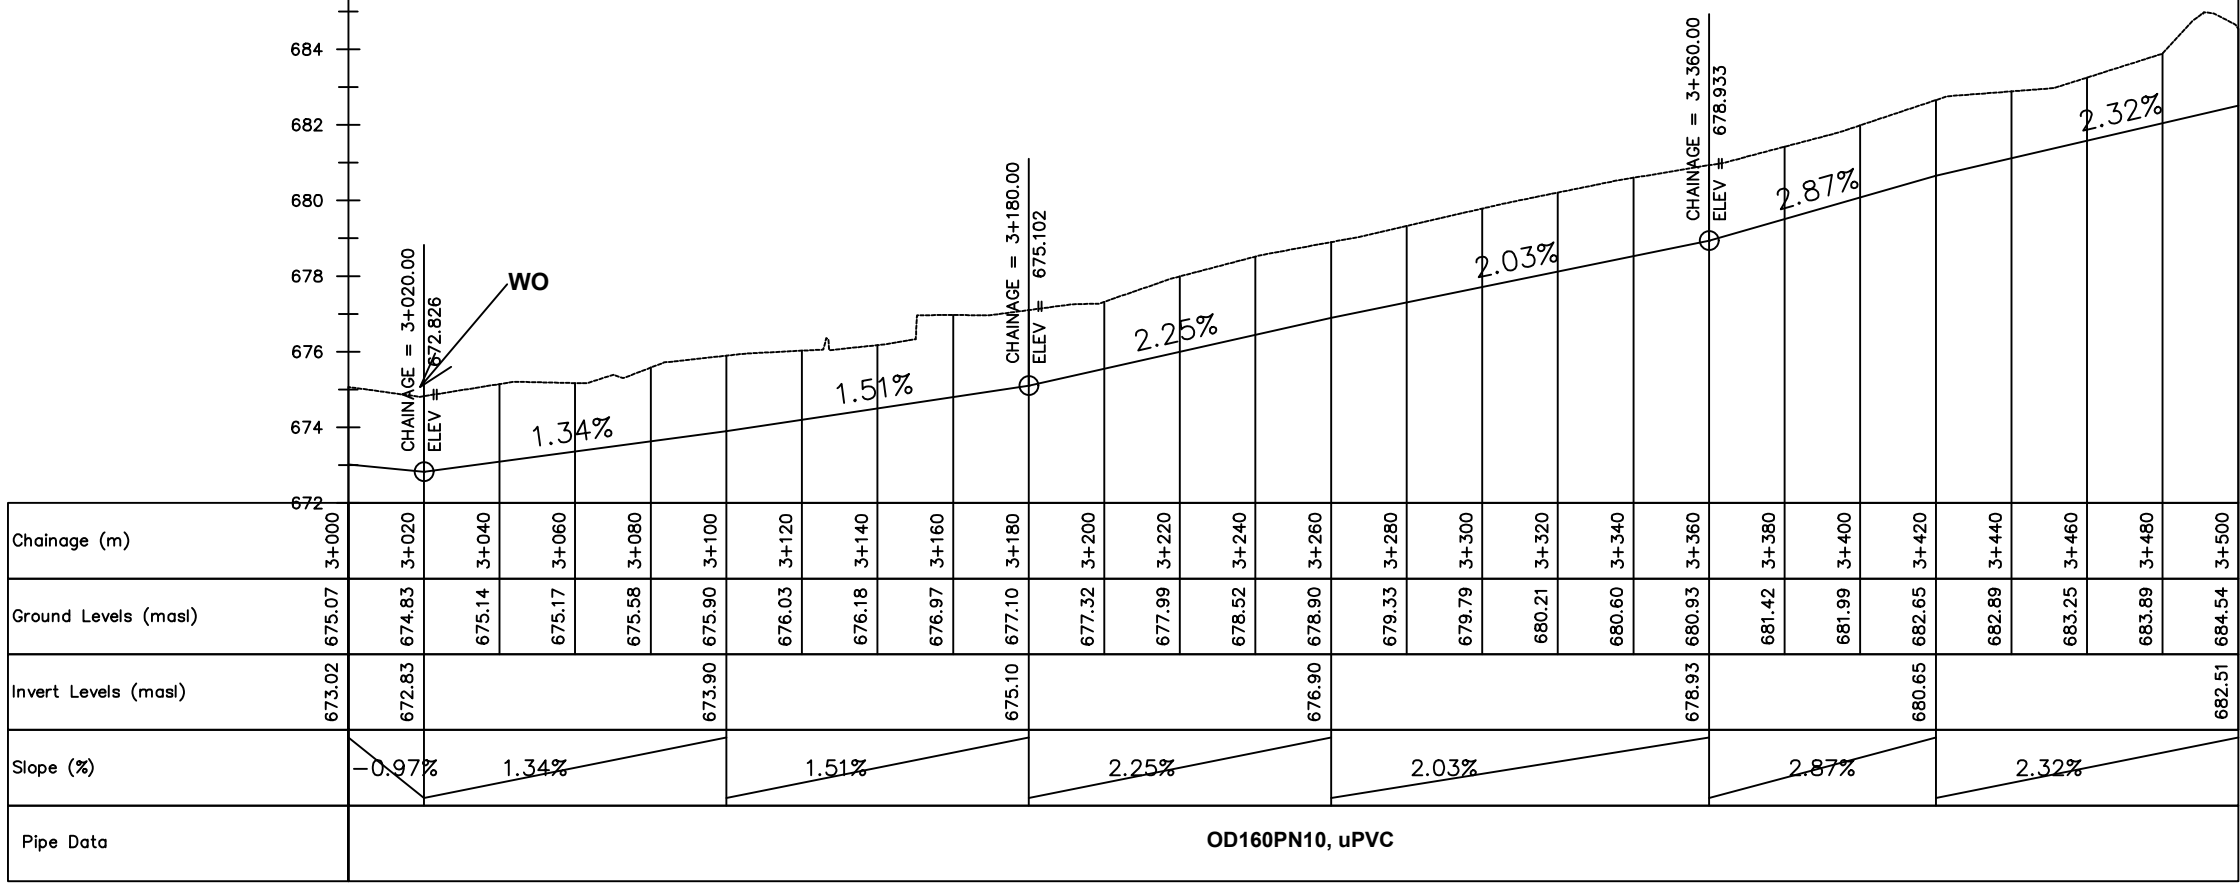 684
682
680
678
676
674
672
CHAINAGE = 3+020.00
ELEV = 672.826
WO
CHAINAGE = 3+180.00
ELEV = 675.102
CHAINAGE = 3+360.00
ELEV = 678.933
1.34%
1.51%
2.25%
2.03%
2.87%
2.32%
Chainage (m) 3+000 3+020 3+040 3+060 3+080 3+100 3+120 3+140 3+160 3+180 3+200 3+220 3+240 3+260 3+280 3+300 3+320 3+340 3+360 3+380 3+400 3+420 3+440 3+460 3+480 3+500
Ground Levels (masl) 675.07 674.83 675.14 675.17 675.58 675.90 676.03 676.18 676.97 677.10 677.32 677.99 678.52 678.90 679.33 679.79 680.21 680.60 680.93 681.42 681.99 682.65 682.89 683.25 683.89 684.54
Invert Levels (masl) 673.02 672.83 673.90 675.10 676.90 678.93 680.65 682.51
Slope (%) -0.97% 1.34% 1.51% 2.25% 2.03% 2.87% 2.32%
Pipe Data OD160PN10, uPVC